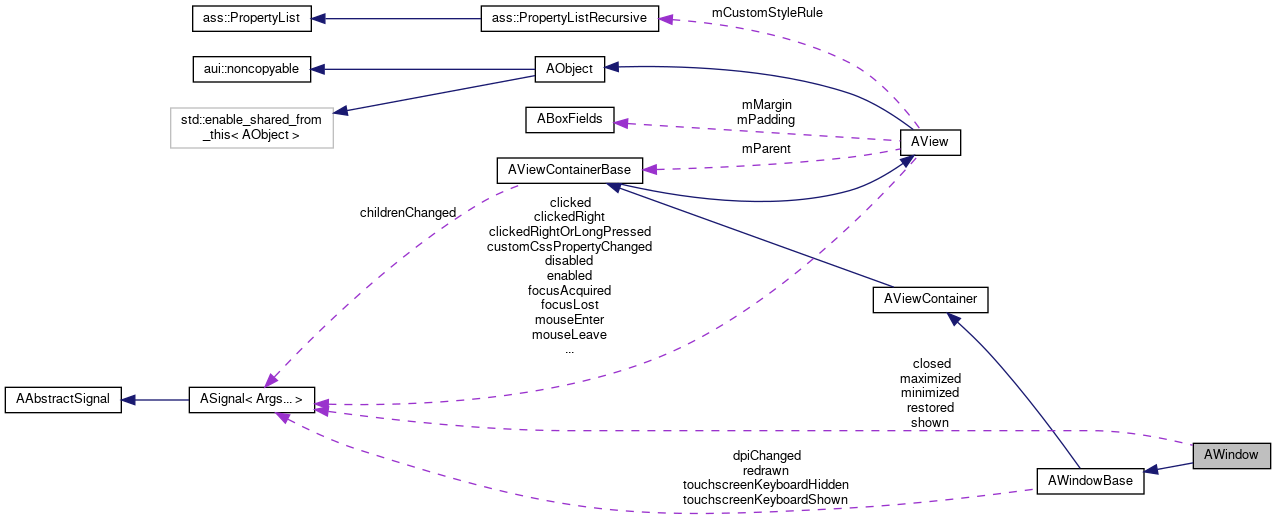 mCustomStyleRule
ass::PropertyList
ass::PropertyListRecursive
aui::noncopyable
AObject
std::enable_shared_from
_this< AObject >
ABoxFields
mMargin
mPadding
AView
mParent
AViewContainerBase
childrenChanged
clicked
clickedRight
clickedRightOrLongPressed
customCssPropertyChanged
disabled
enabled
focusAcquired
focusLost
mouseEnter
mouseLeave
...
AViewContainer
closed
maximized
minimized
restored
shown
AAbstractSignal
ASignal< Args... >
AWindow
dpiChanged
redrawn
touchscreenKeyboardHidden
touchscreenKeyboardShown
AWindowBase